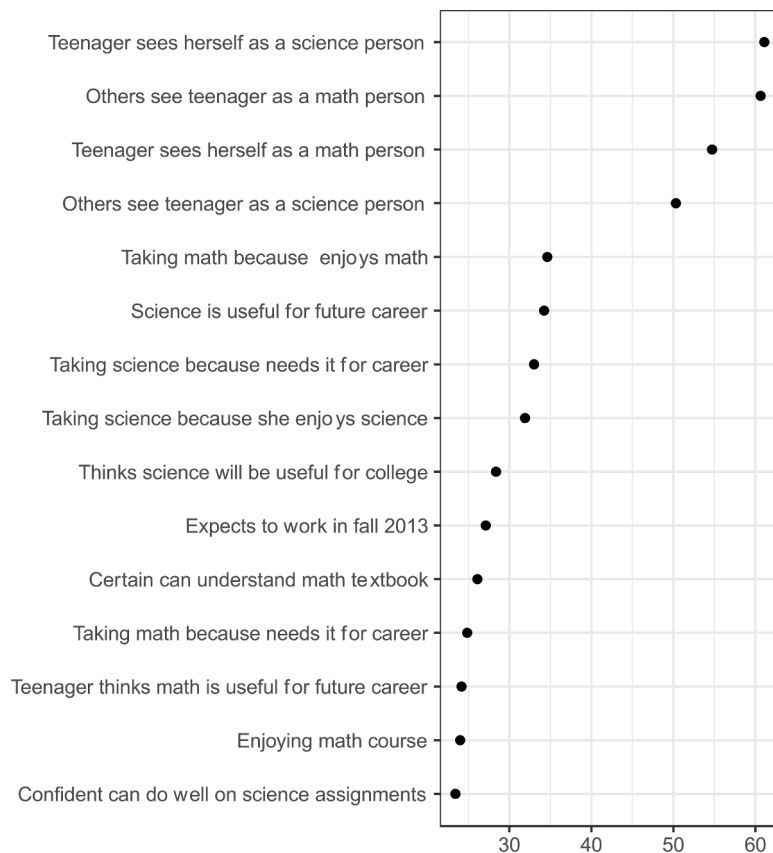 Teenager sees herself as a science person
Others see teenager as a math person
Teenager sees herself as a math person
Others see teenager as a science person
Taking math because enjoys math
Science is useful for future career
Taking science because needs it for career
Taking science because she enjoys science
Thinks science will be useful for college
Expects to work in fall 2013
Certain can understand math textbook
Taking math because needs it for career
Teenager thinks math is useful for future career
Enjoying math course
Confident can do well on science assignments
30 40 50 60